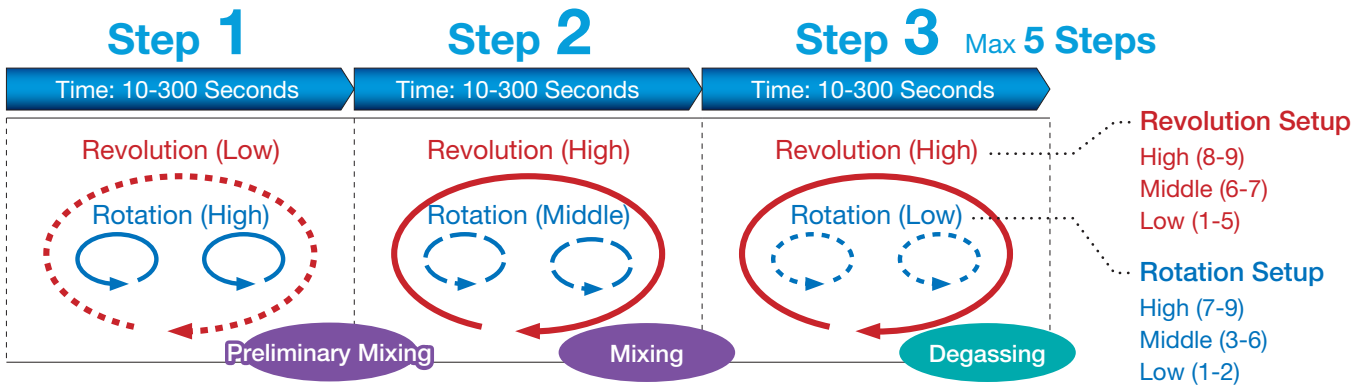 Step 1
Step 2
Step 3 Max 5 Steps
Time: 10-300 Seconds
Time: 10-300 Seconds
Time: 10-300 Seconds
Revolution (Low)
Rotation (High)
Preliminary Mixing
Revolution (High)
Rotation (Middle)
Mixing
Revolution (High)
Rotation (Low)
Degassing
Revolution Setup
High (8-9)
Middle (6-7)
Low (1-5)
Rotation Setup
High (7-9)
Middle (3-6)
Low (1-2)